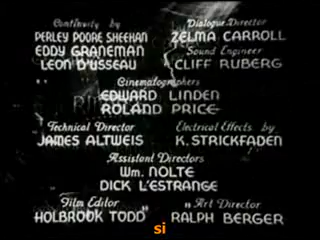 Continuity by
PERLEY POORE SHEEHAN
EDDY GRANEMAN
LEON D'USSEAU
Dialogue Director
ZELMA CARROLL
Sound Engineer
CLIFF RUBERG
Cinematographers
EDWARD LINDEN
ROLAND PRICE
Technical Director
JAMES ALTWEIS
Electrical Effects by
K. STRICKFADEN
Assistant Directors
Wm. NOLTE
DICK L'ESTRANGE
Film Editor
HOLBROOK TODD
Art Director
RALPH BERGER
si